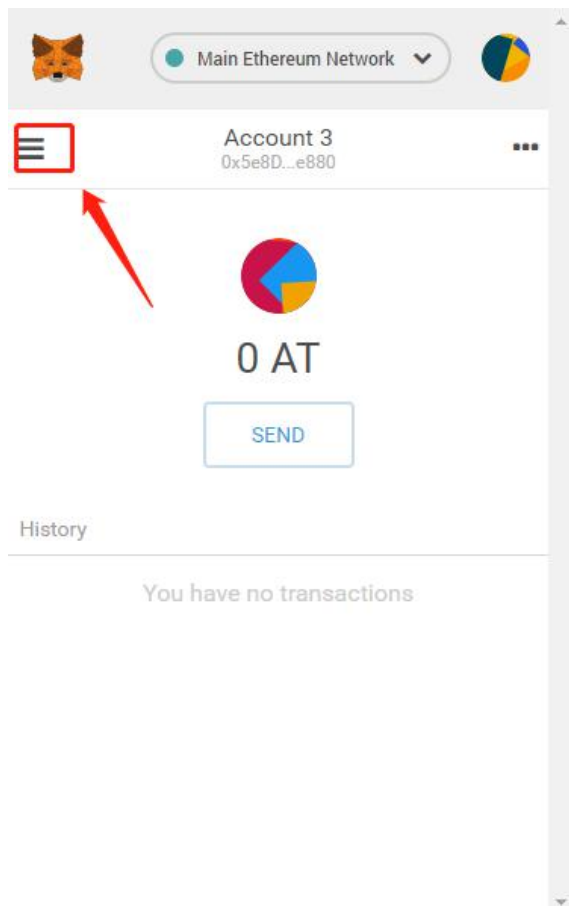 Main Ethereum Network
Account 3
0x5e8D...e880
0 AT
SEND
History
You have no transactions